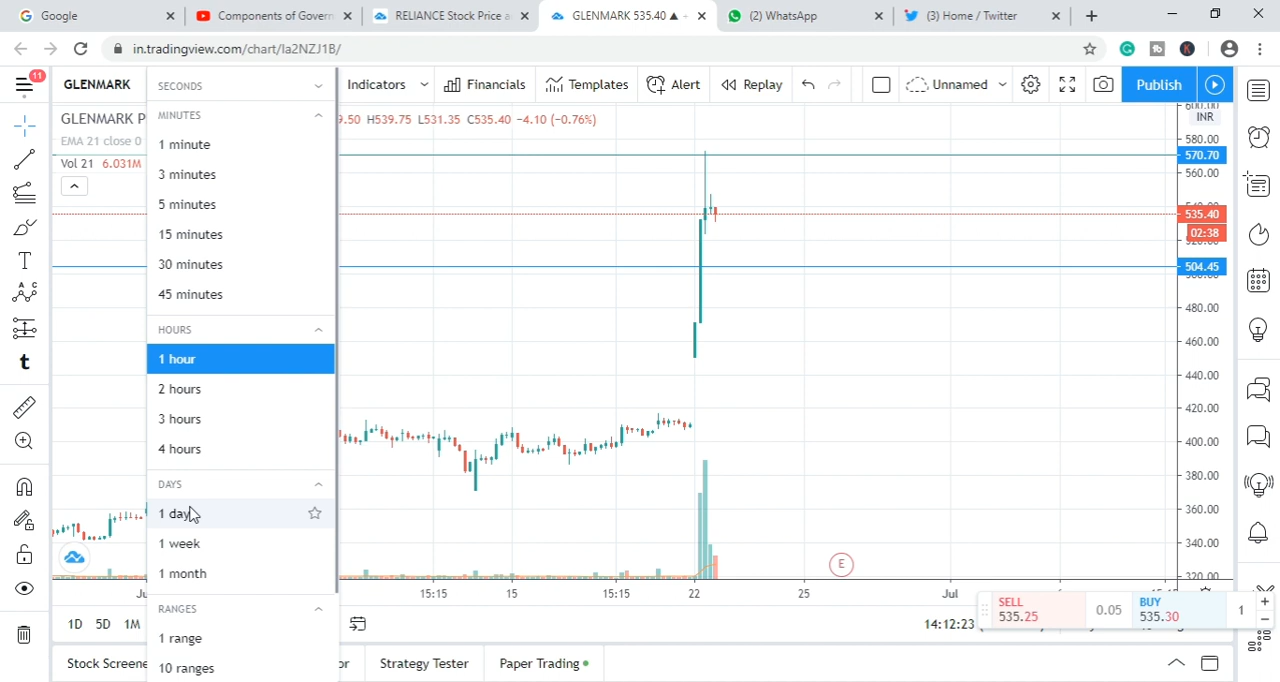 Google
Components of Govern
RELIANCE Stock Price a
GLENMARK 535.40 ▲
(2) WhatsApp
(3) Home / Twitter
in.tradingview.com/chart/Ia2NZJ1B/
11
GLENMARK
SECONDS
Indicators
Financials
Templates
Alert
Replay
Unnamed
Publish
GLENMARK P
9.50 H539.75 L531.35 C535.40 −4.10 (−0.76%)
EMA 21 close 0
Vol 21 6.031M
MINUTES
1 minute
3 minutes
5 minutes
15 minutes
30 minutes
45 minutes
HOURS
1 hour
2 hours
3 hours
4 hours
DAYS
1 day
1 week
1 month
RANGES
1 range
10 ranges
600.00
INR
580.00
570.70
560.00
535.40
02:38
504.45
480.00
460.00
440.00
420.00
400.00
380.00
360.00
340.00
320.00
E
15:15
15
15:15
22
25
Jul
1D 5D 1M
14:12:23
SELL
535.25
0.05
BUY
535.30
1
Stock Screene
or
Strategy Tester
Paper Trading